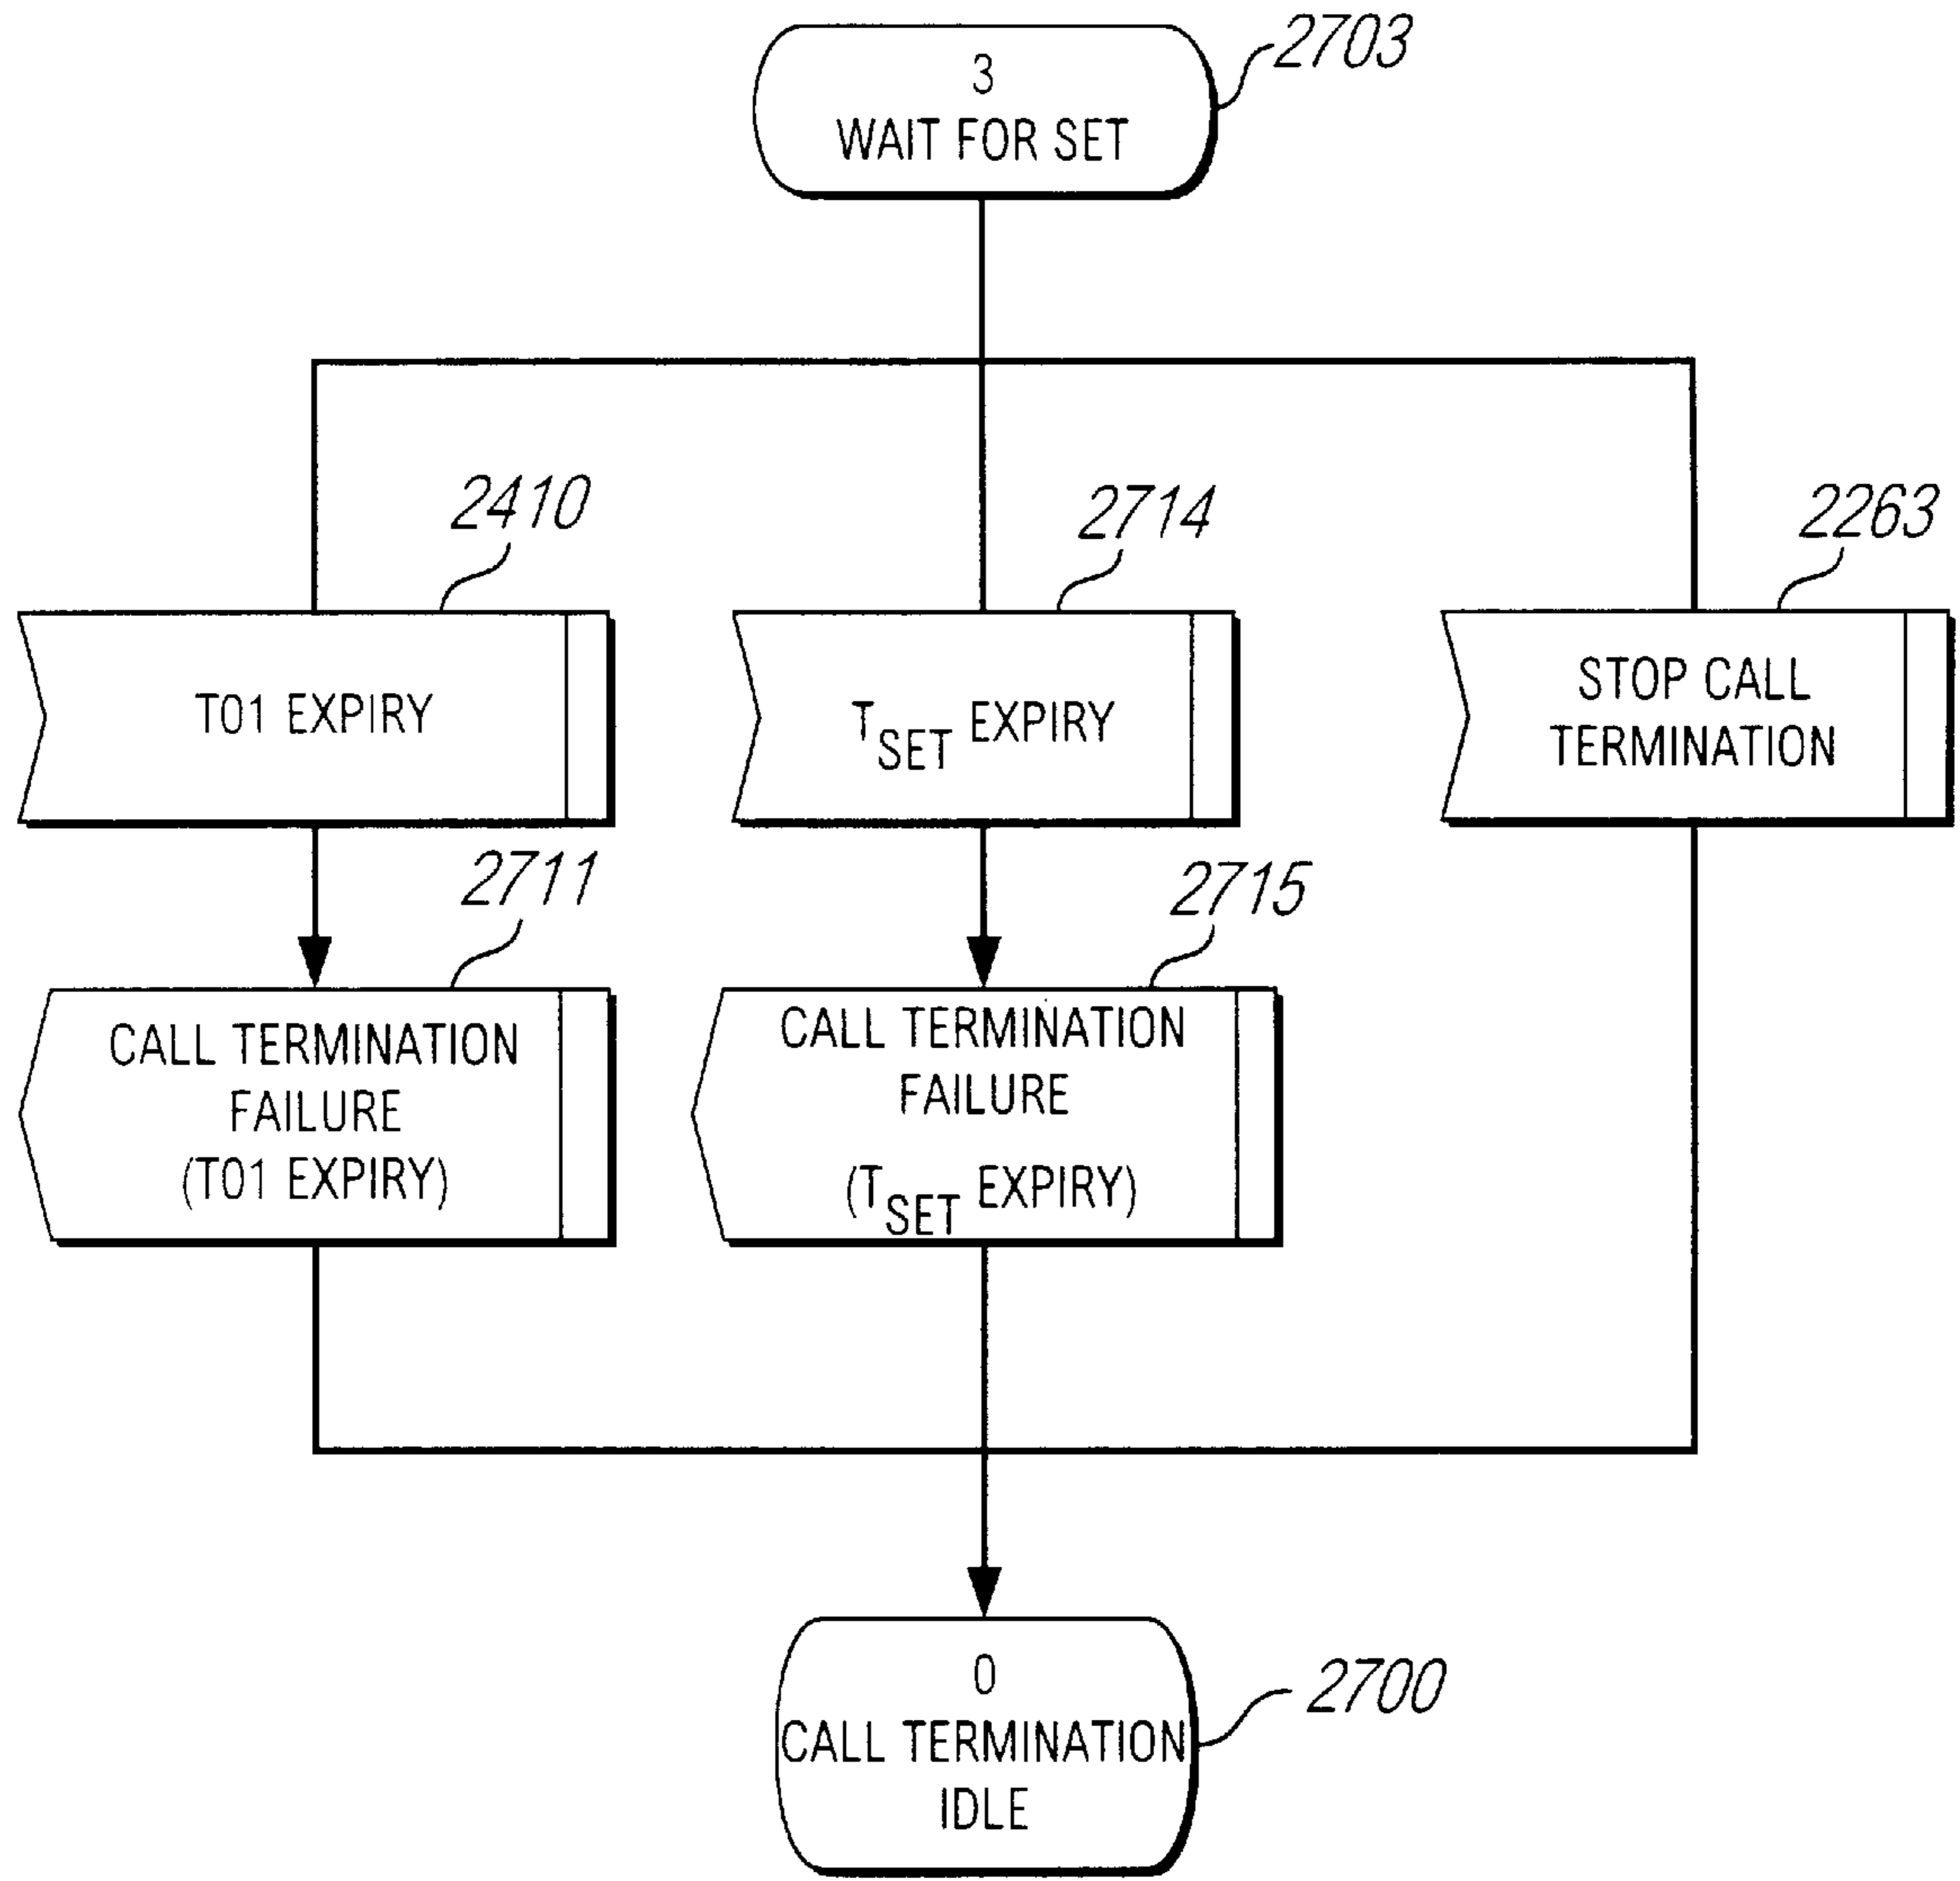 3
WAIT FOR SET
2703
2410
2714
2263
T01 EXPIRY
TSET EXPIRY
STOP CALL
TERMINATION
2711
2715
CALL TERMINATION
FAILURE
(T01 EXPIRY)
CALL TERMINATION
FAILURE
(TSET EXPIRY)
0
CALL TERMINATION
IDLE
2700